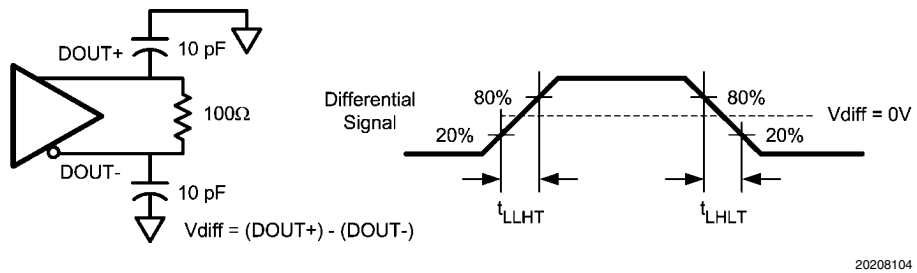 DOUT+
10 pF
100Ω
DOUT-
10 pF
Vdiff = (DOUT+) - (DOUT-)
Differential
Signal
80%
20%
80%
20%
Vdiff = 0V
tLLHT
tLHLT
20208104